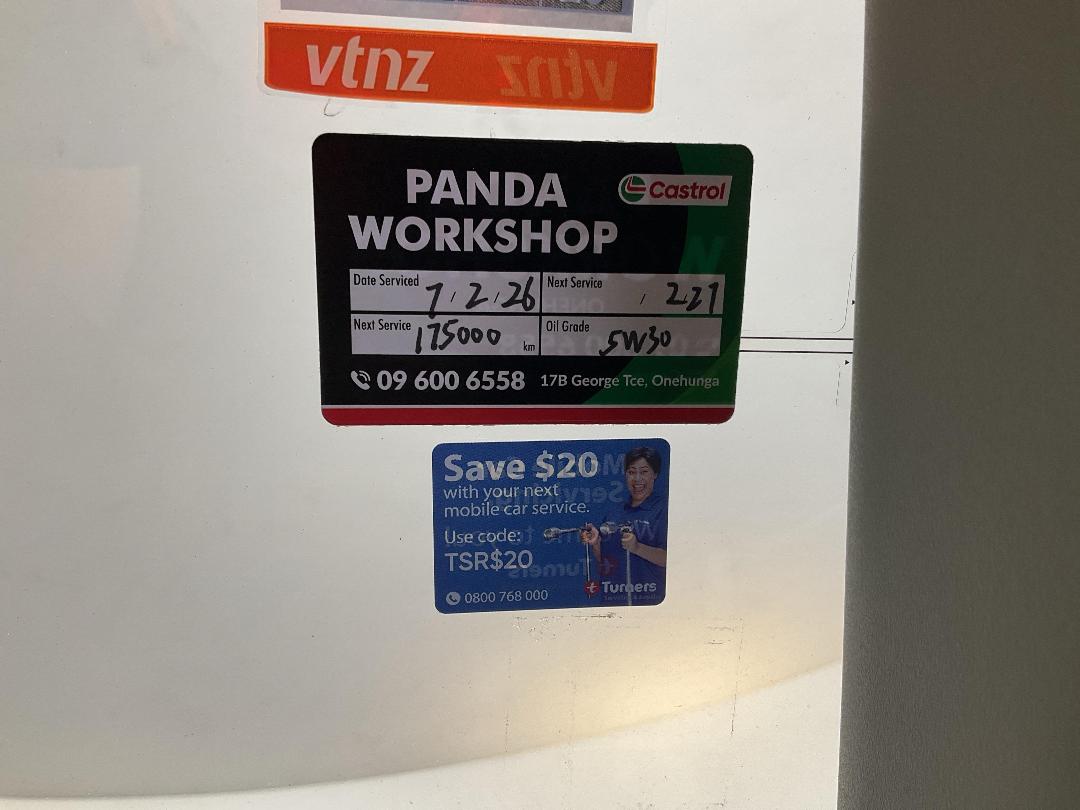 vtnz
PANDA
WORKSHOP
Castrol
Date Serviced 7/2/26
Next Service / 2.27
Next Service 175000 km
Oil Grade 5W30
09 600 6558 17B George Tce, Onehunga
Save $20
with your next
mobile car service.
Use code:
TSR$20
0800 768 000
Turners